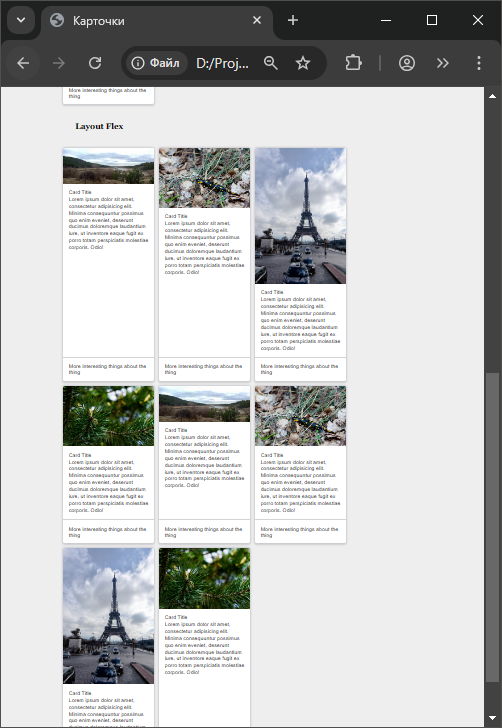 Карточки
Файл
D:/Proj...
More interesting things about the
thing
Layout Flex
Card Title
Lorem ipsum dolor sit amet,
consectetur adipisicing elit.
Minima consequuntur possimus
quo enim eveniet, deserunt
ducimus doloremque laudantium
iure, ut inventore eaque fugit ex
porro totam perspiciatis molestiae
corporis. Odio!
More interesting things about the
thing
Card Title
Lorem ipsum dolor sit amet,
consectetur adipisicing elit.
Minima consequuntur possimus
quo enim eveniet, deserunt
ducimus doloremque laudantium
iure, ut inventore eaque fugit ex
porro totam perspiciatis molestiae
corporis. Odio!
More interesting things about the
thing
Card Title
Lorem ipsum dolor sit amet,
consectetur adipisicing elit.
Minima consequuntur possimus
quo enim eveniet, deserunt
ducimus doloremque laudantium
iure, ut inventore eaque fugit ex
porro totam perspiciatis molestiae
corporis. Odio!
More interesting things about the
thing
Card Title
Lorem ipsum dolor sit amet,
consectetur adipisicing elit.
Minima consequuntur possimus
quo enim eveniet, deserunt
ducimus doloremque laudantium
iure, ut inventore eaque fugit ex
porro totam perspiciatis molestiae
corporis. Odio!
More interesting things about the
thing
Card Title
Lorem ipsum dolor sit amet,
consectetur adipisicing elit.
Minima consequuntur possimus
quo enim eveniet, deserunt
ducimus doloremque laudantium
iure, ut inventore eaque fugit ex
porro totam perspiciatis molestiae
corporis. Odio!
More interesting things about the
thing
Card Title
Lorem ipsum dolor sit amet,
consectetur adipisicing elit.
Minima consequuntur possimus
quo enim eveniet, deserunt
ducimus doloremque laudantium
iure, ut inventore eaque fugit ex
porro totam perspiciatis molestiae
corporis. Odio!
More interesting things about the
thing
Card Title
Lorem ipsum dolor sit amet,
consectetur adipisicing elit.
Minima consequuntur possimus
quo enim eveniet, deserunt
Card Title
Lorem ipsum dolor sit amet,
consectetur adipisicing elit.
Minima consequuntur possimus
quo enim eveniet, deserunt
ducimus doloremque laudantium
iure, ut inventore eaque fugit ex
porro totam perspiciatis molestiae
corporis. Odio!